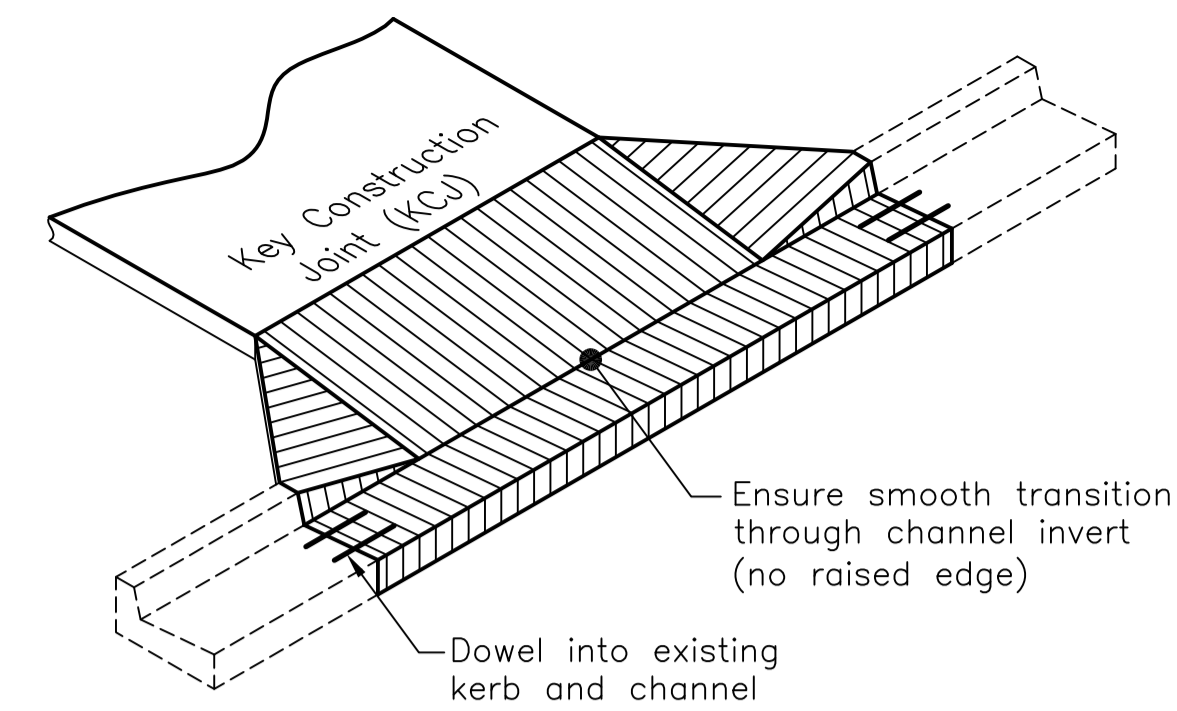 Key Construction
Joint (KCJ)
Ensure smooth transition
through channel invert
(no raised edge)
Dowel into existing
kerb and channel